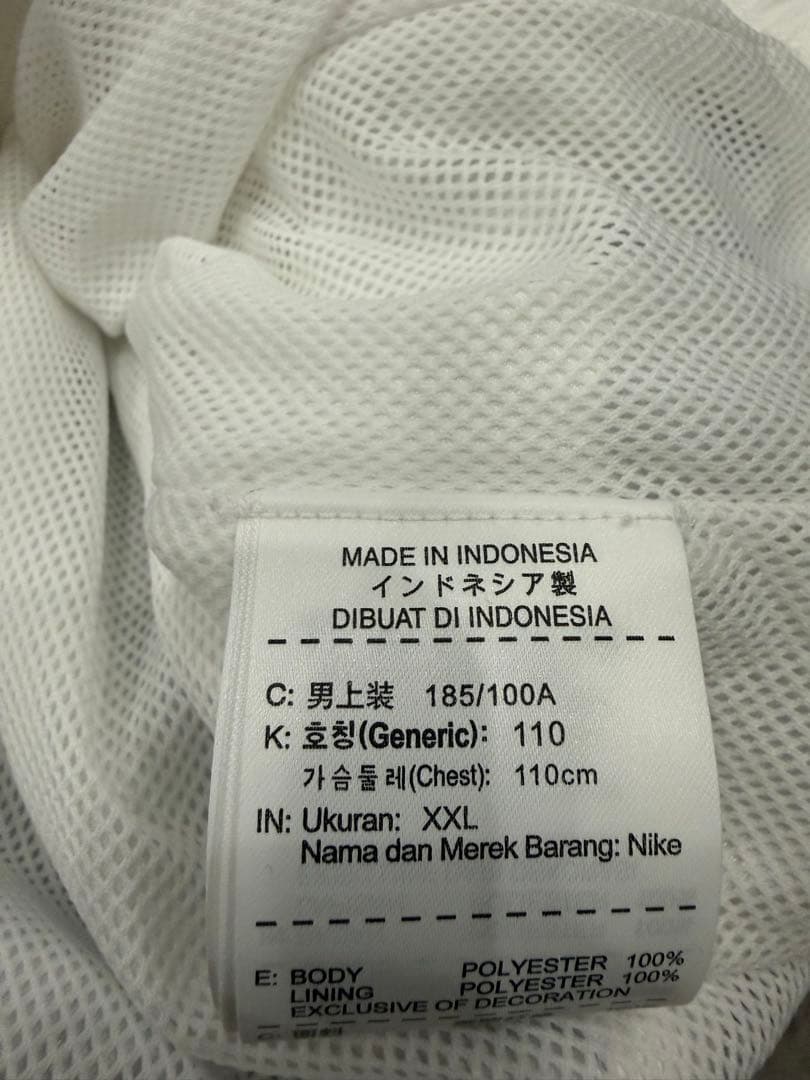 MADE IN INDONESIA
インドネシア製
DIBUAT DI INDONESIA
C: 男上装 185/100A
K: 호칭(Generic): 110
가슴둘레(Chest): 110cm
IN: Ukuran: XXL
Nama dan Merek Barang: Nike
E: BODY POLYESTER 100%
LINING POLYESTER 100%
EXCLUSIVE OF DECORATION